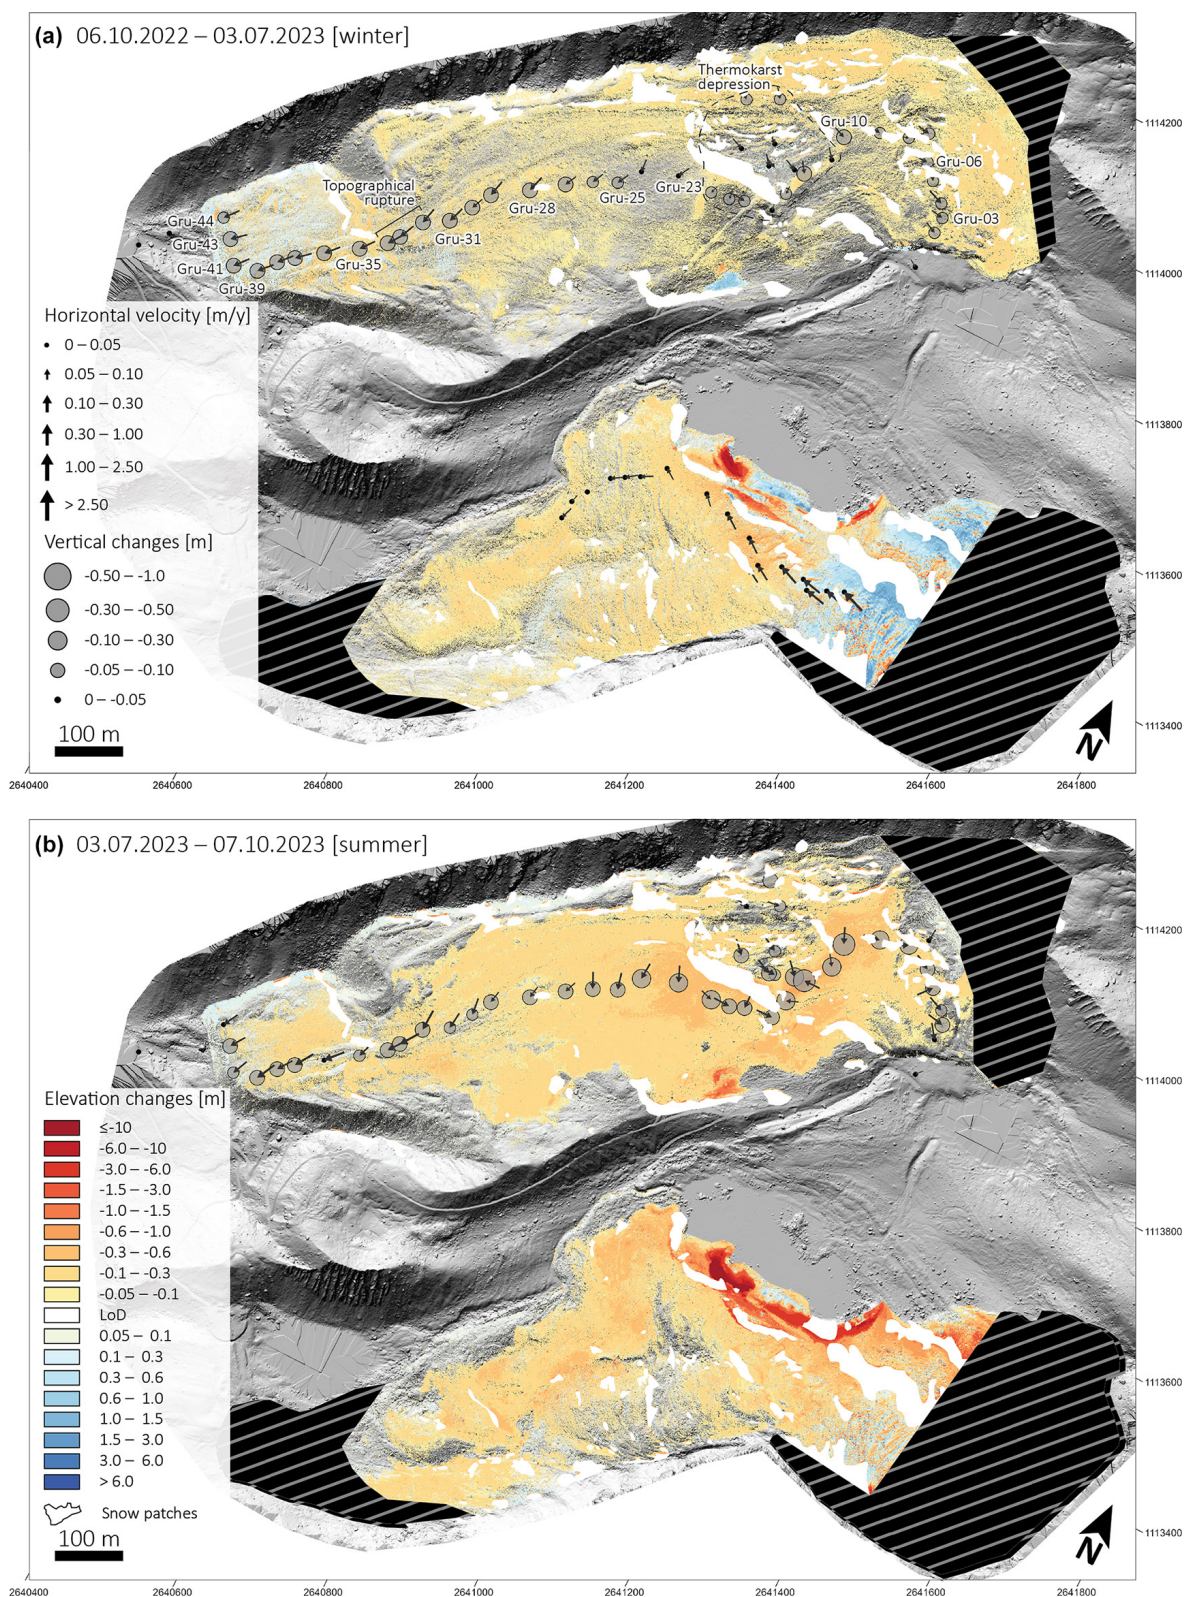 (a) 06.10.2022 – 03.07.2023 [winter]
Thermokarst
depression
Gru-10
1114200
Gru-06
Topographical
rupture
Gru-23
Gru-25
Gru-28
Gru-03
Gru-44
Gru-43
Gru-31
Gru-41
Gru-35
Gru-39
1114000
Horizontal velocity [m/y]
0 – 0.05
0.05 – 0.10
0.10 – 0.30
0.30 – 1.00
1.00 – 2.50
> 2.50
1113800
Vertical changes [m]
-0.50 – -1.0
-0.30 – -0.50
-0.10 – -0.30
-0.05 – -0.10
0 – -0.05
1113600
100 m
N
1113400
2640400 2640600 2640800 2641000 2641200 2641400 2641600 2641800
(b) 03.07.2023 – 07.10.2023 [summer]
1114200
1114000
Elevation changes [m]
≤-10
-6.0 – -10
-3.0 – -6.0
-1.5 – -3.0
-1.0 – -1.5
-0.6 – -1.0
-0.3 – -0.6
-0.1 – -0.3
-0.05 – -0.1
LoD
0.05 – 0.1
0.1 – 0.3
0.3 – 0.6
0.6 – 1.0
1.0 – 1.5
1.5 – 3.0
3.0 – 6.0
> 6.0
Snow patches
1113800
1113600
100 m
N
1113400
2640400 2640600 2640800 2641000 2641200 2641400 2641600 2641800